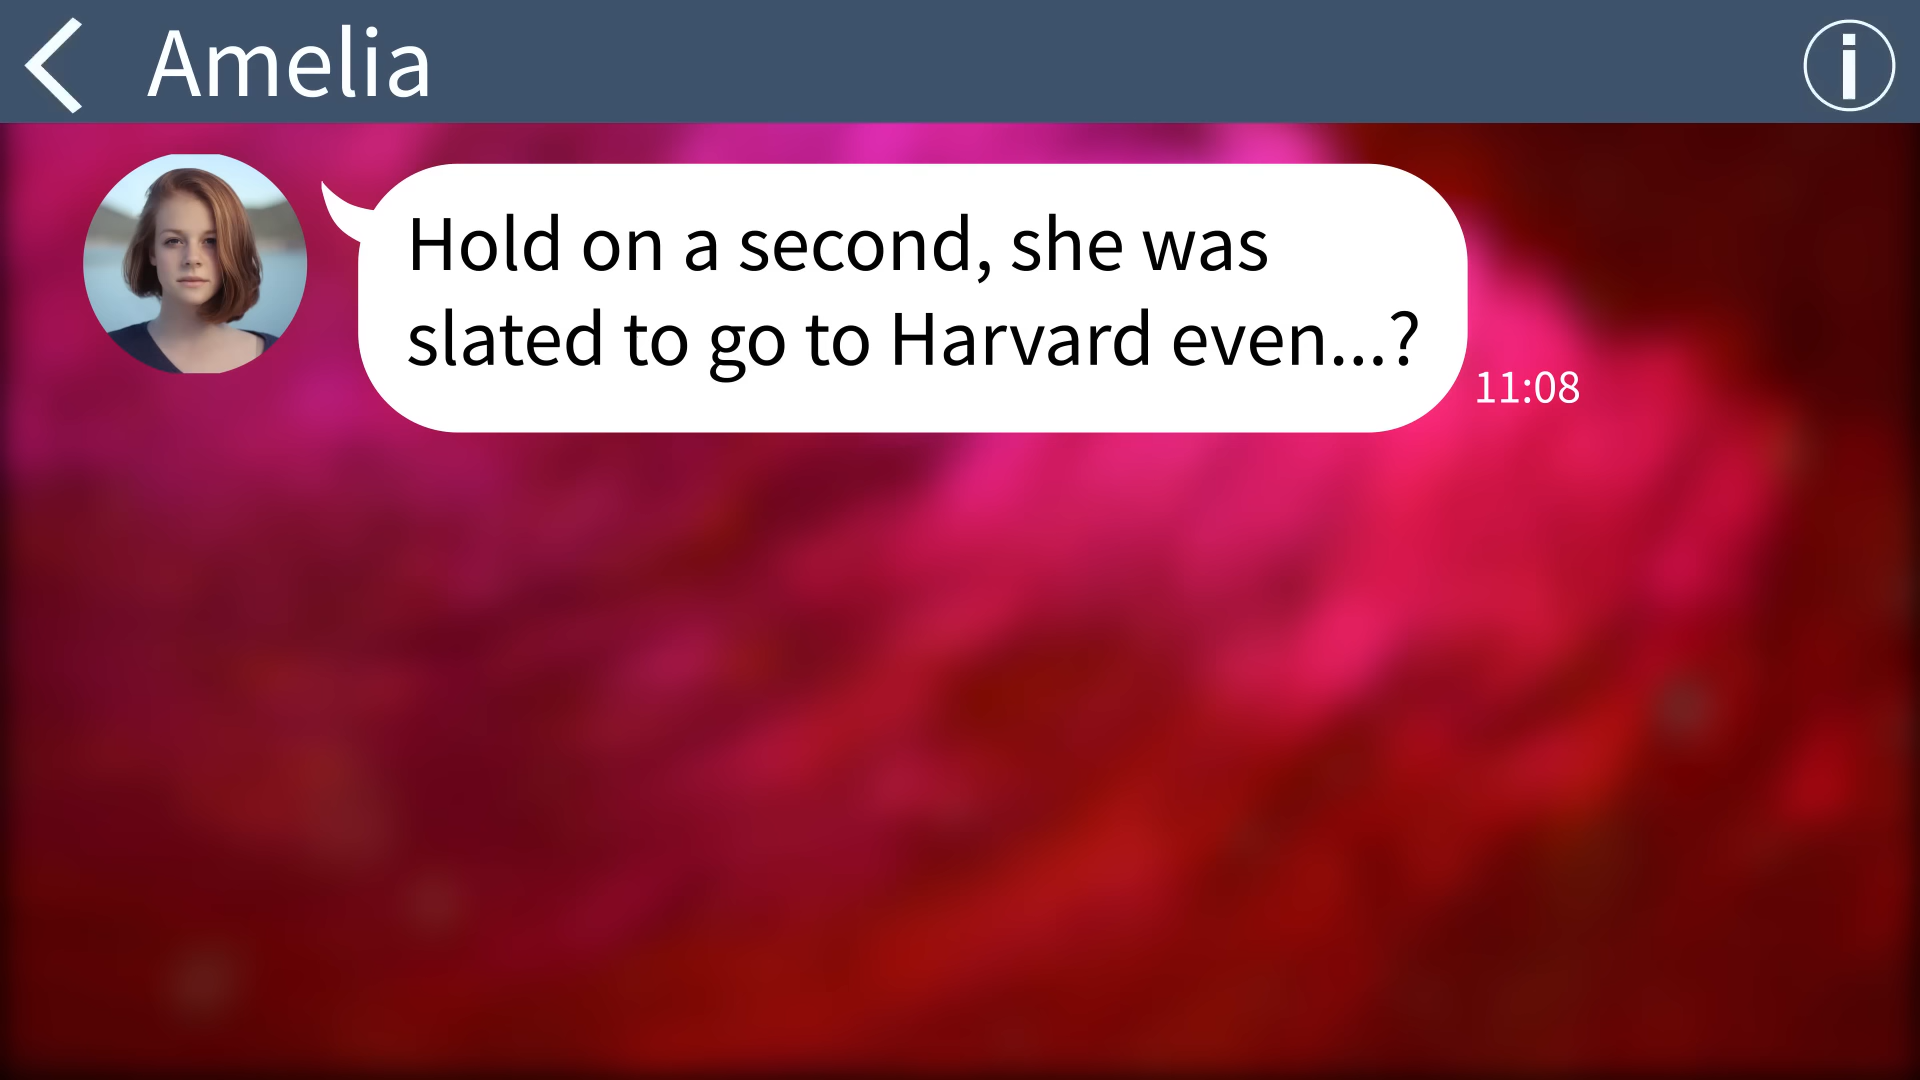 Amelia
Hold on a second, she was
slated to go to Harvard even...?
11:08